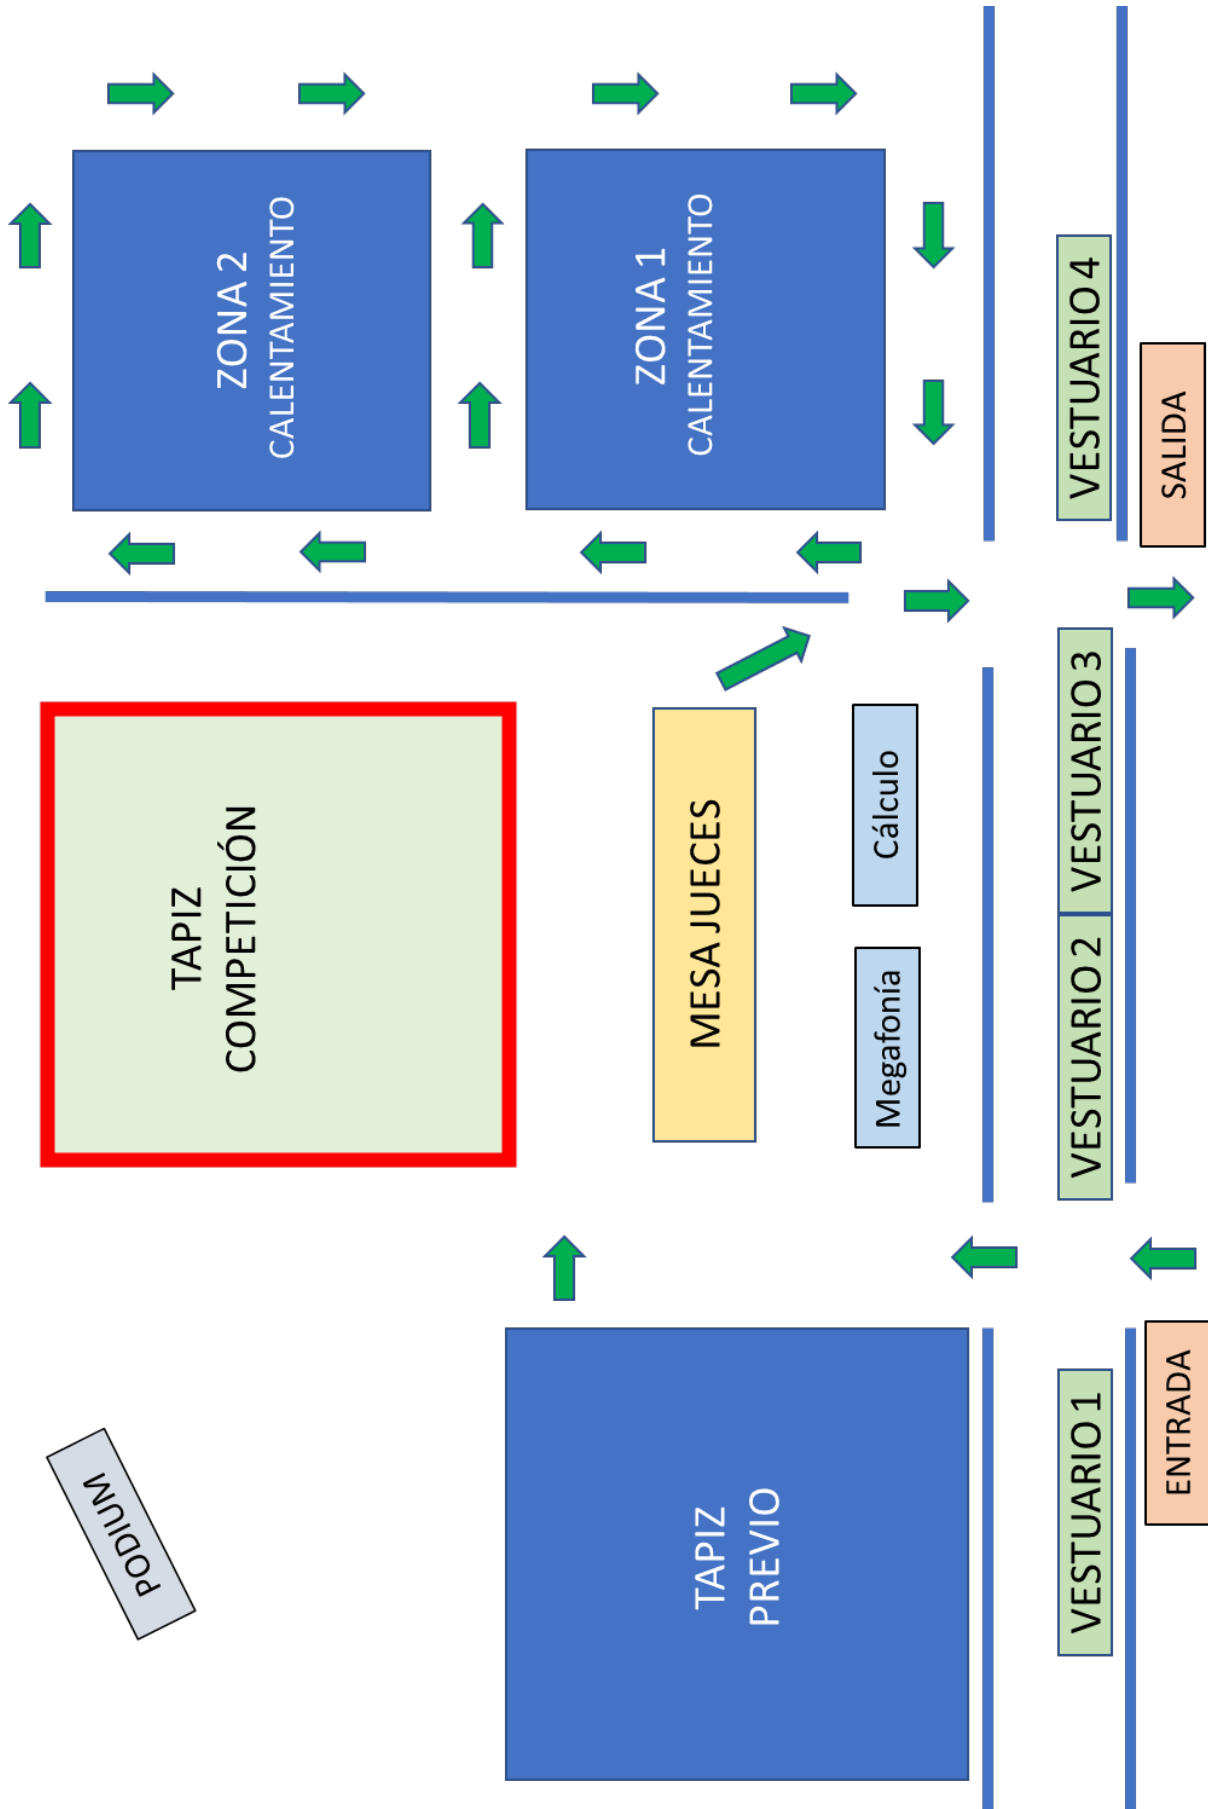 ZONA 2
CALENTAMIENTO
ZONA 1
CALENTAMIENTO
TAPIZ
COMPETICIÓN
MESA JUECES
Cálculo
Megafonía
PODIUM
TAPIZ
PREVIO
VESTUARIO 1
VESTUARIO 2
VESTUARIO 3
VESTUARIO 4
ENTRADA
SALIDA